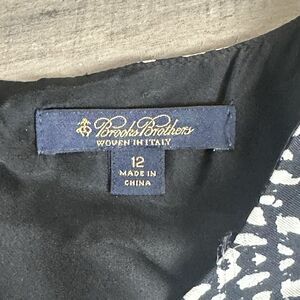 Brooks Brothers
WOVEN IN ITALY
12
MADE IN
CHINA